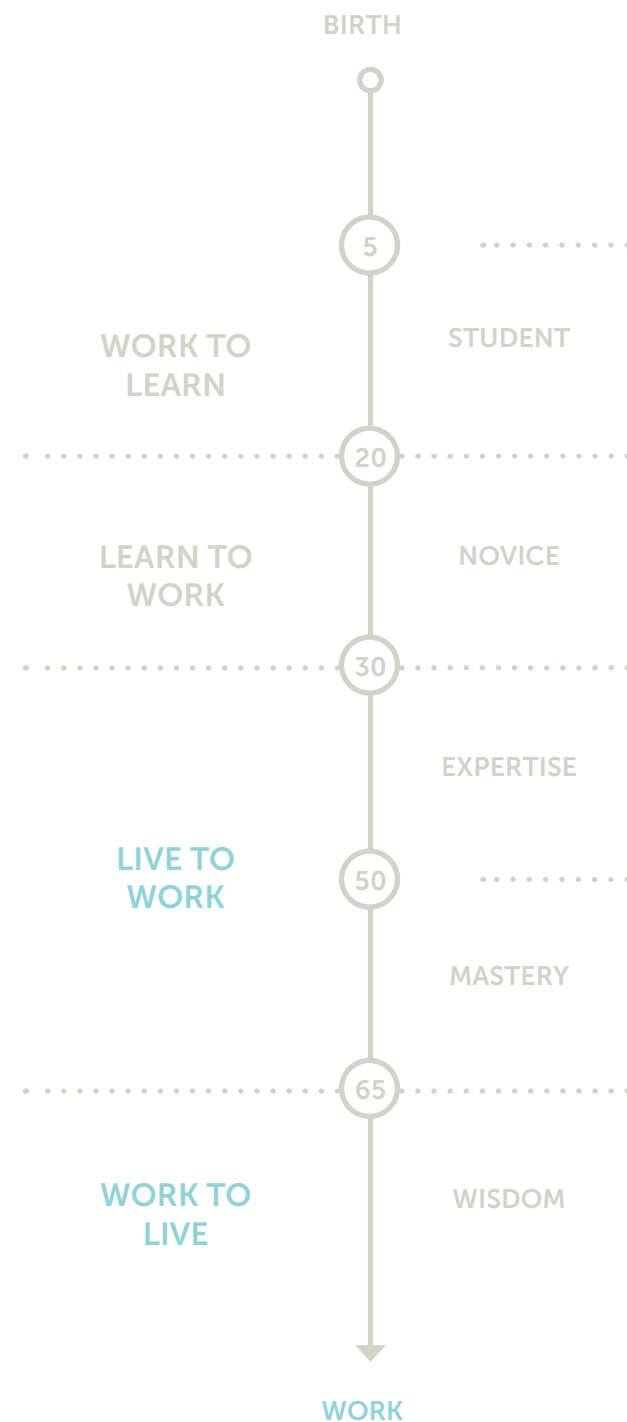 BIRTH
5
STUDENT
WORK TO
LEARN
20
LEARN TO
WORK
NOVICE
30
EXPERTISE
LIVE TO
WORK
50
MASTERY
65
WORK TO
LIVE
WISDOM
WORK